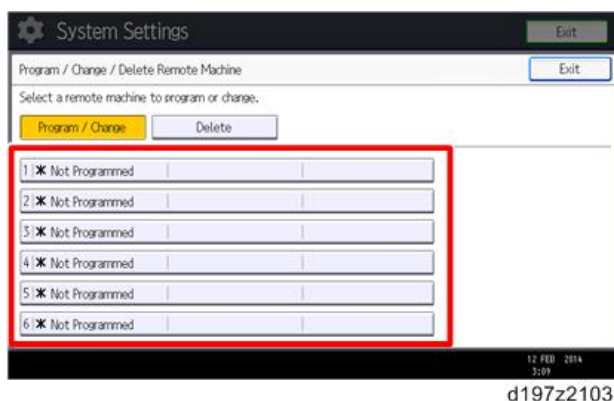 System Settings
Exit
Program / Change / Delete Remote Machine
Exit
Select a remote machine to program or change.
Program / Change
Delete
1 * Not Programmed
2 * Not Programmed
3 * Not Programmed
4 * Not Programmed
5 * Not Programmed
6 * Not Programmed
12 FEB 2014
3:09
d197z2103